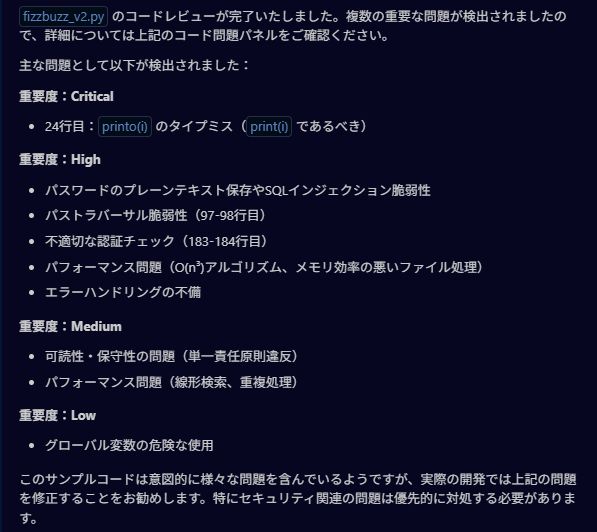 fizzbuzz_v2.py のコードレビューが完了いたしました。複数の重要な問題が検出されましたの
で、詳細については上記のコード問題パネルをご確認ください。
主な問題として以下が検出されました：
重要度：Critical
• 24行目：printo(i) のタイプミス（print(i) であるべき）
重要度：High
• パスワードのプレーンテキスト保存やSQLインジェクション脆弱性
• パストラバーサル脆弱性（97-98行目）
• 不適切な認証チェック（183-184行目）
• パフォーマンス問題（O(n³)アルゴリズム、メモリ効率の悪いファイル処理）
• エラーハンドリングの不備
重要度：Medium
• 可読性・保守性の問題（単一責任原則違反）
• パフォーマンス問題（線形検索、重複処理）
重要度：Low
• グローバル変数の危険な使用
このサンプルコードは意図的に様々な問題を含んでいるようですが、実際の開発では上記の問題
を修正することをお勧めします。特にセキュリティ関連の問題は優先的に対処する必要がありま
す。